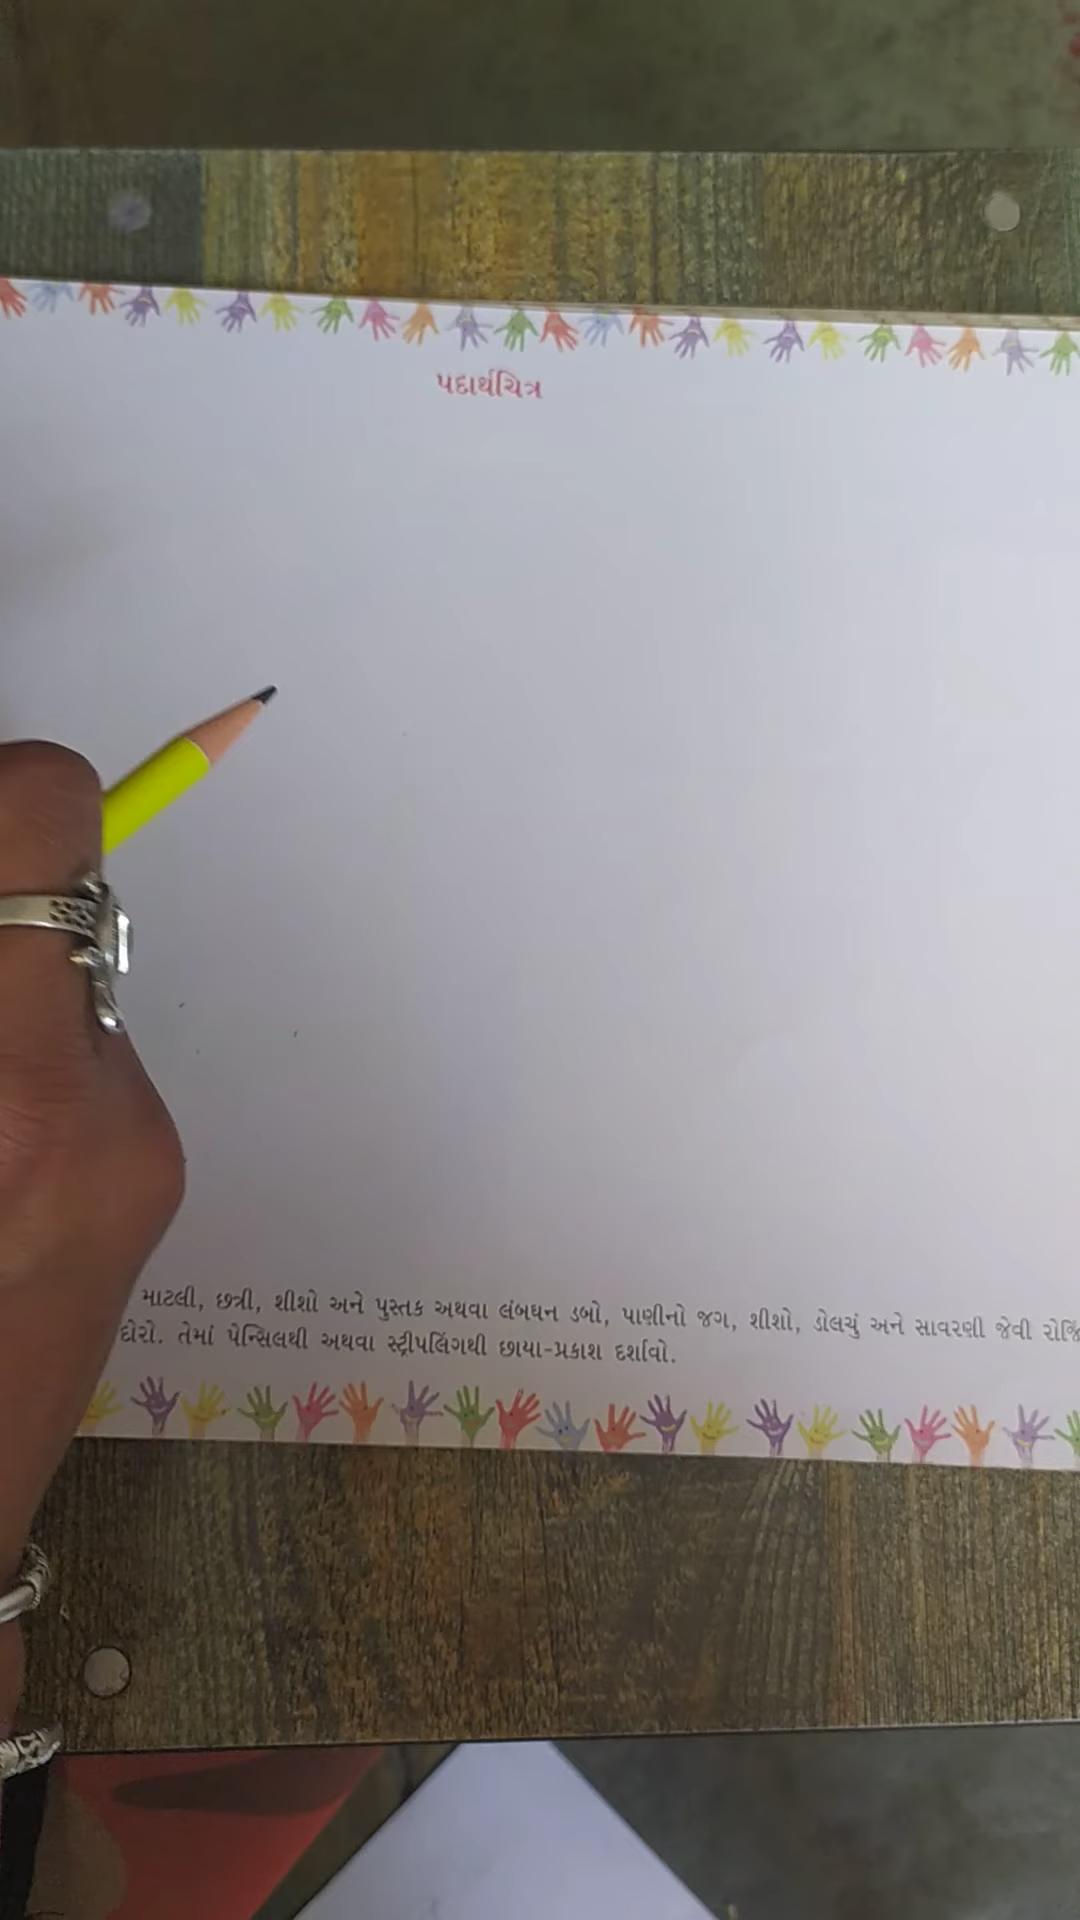 પદાર્થચિત્ર
માટલી, છત્રી, શીશો અને પુસ્તક અથવા લંબઘન ડબો, પાણીનો જગ, શીશો, ડોલચું અને સાવરણી જેવી
દોરો. તેમાં પેન્સિલથી અથવા સ્ટ્રીપલિંગથી છાયા-પ્રકાશ દર્શાવો.